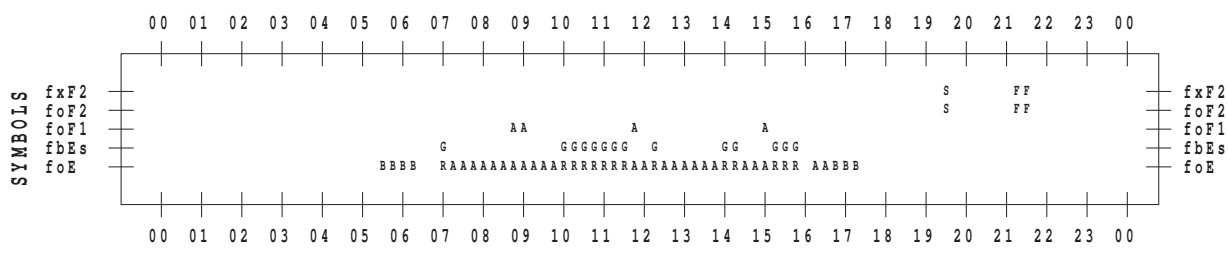 00 01 02 03 04 05 06 07 08 09 10 11 12 13 14 15 16 17 18 19 20 21 22 23 00
SYMBOLS
fxF2 S FF fxF2
foF2 S FF foF2
foF1 AA A A foF1
fbEs G GGGGGGG G GG GGG fbEs
foE BBBB RAAAAAAAAAAARRRRRRRAARAAAAAARRAAARRR AABBB foE
00 01 02 03 04 05 06 07 08 09 10 11 12 13 14 15 16 17 18 19 20 21 22 23 00